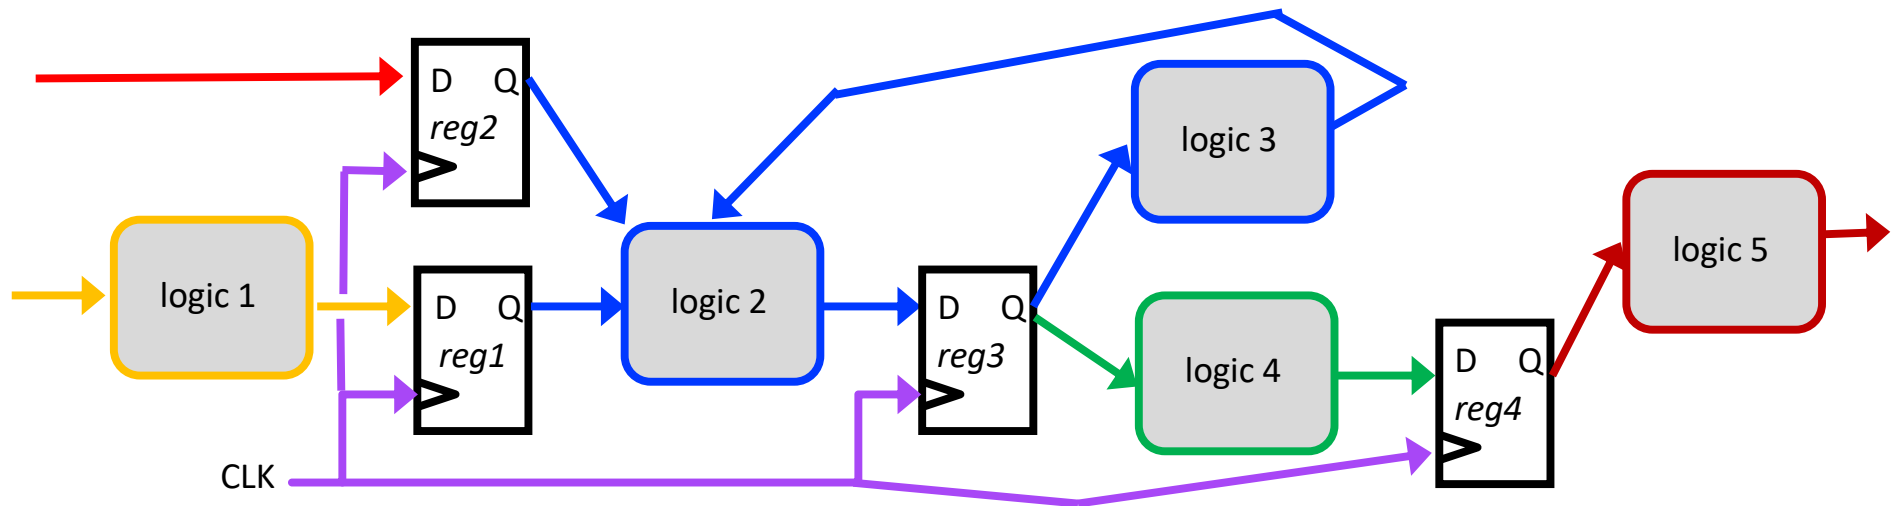 D Q
reg2
logic 3
logic 5
logic 1
D Q
reg1
logic 2
D Q
reg3
logic 4
D Q
reg4
CLK